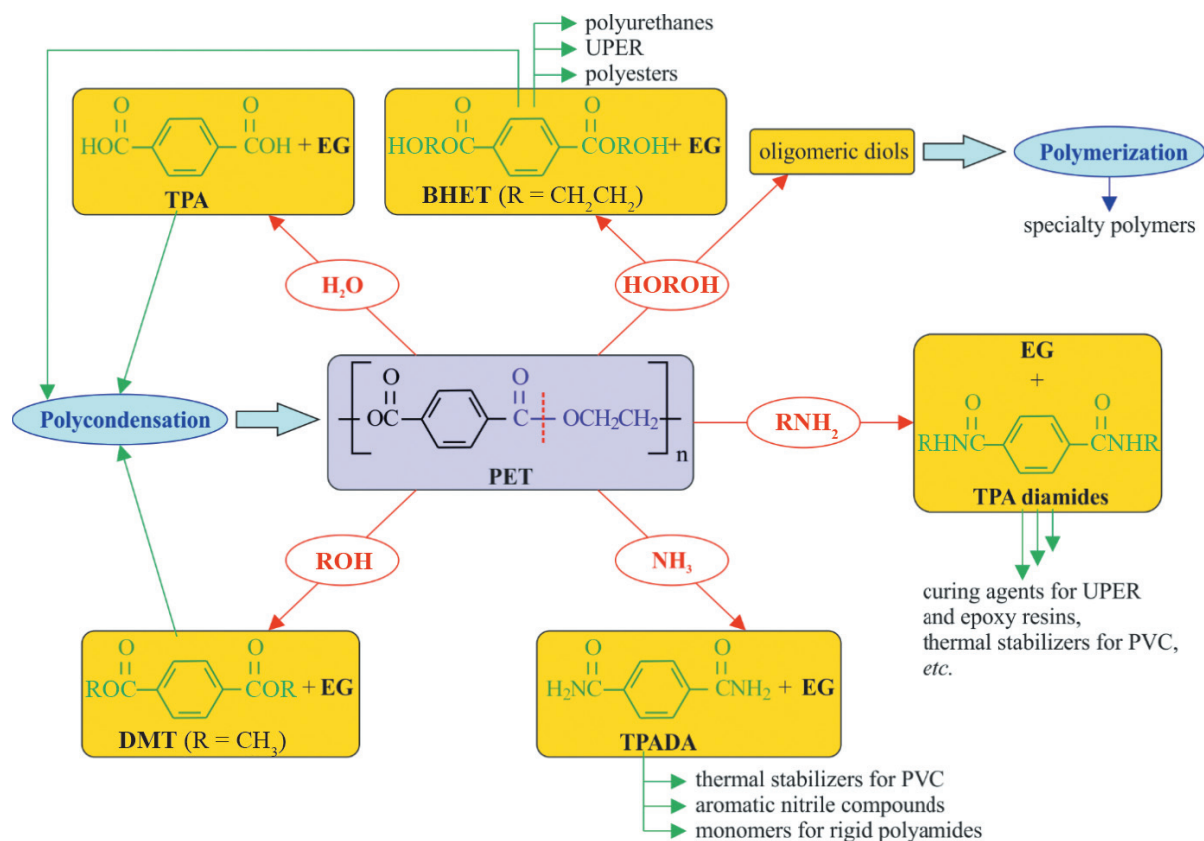 polyurethanes
UPER
polyesters
O
O
HOC
COH + EG
TPA
O
O
HOROC
COROH+ EG
BHET (R = CH₂CH₂)
oligomeric diols
Polymerization
specialty polymers
H₂O
HOROH
Polycondensation
O
O
OC
C
OCH₂CH₂
n
PET
RNH₂
EG
+
O
O
RHNC
CNHR
TPA diamides
curing agents for UPER
and epoxy resins,
thermal stabilizers for PVC,
etc.
ROH
NH₃
O
O
ROC
COR + EG
DMT (R = CH₃)
O
O
H₂NC
CNH₂ + EG
TPADA
thermal stabilizers for PVC
aromatic nitrile compounds
monomers for rigid polyamides